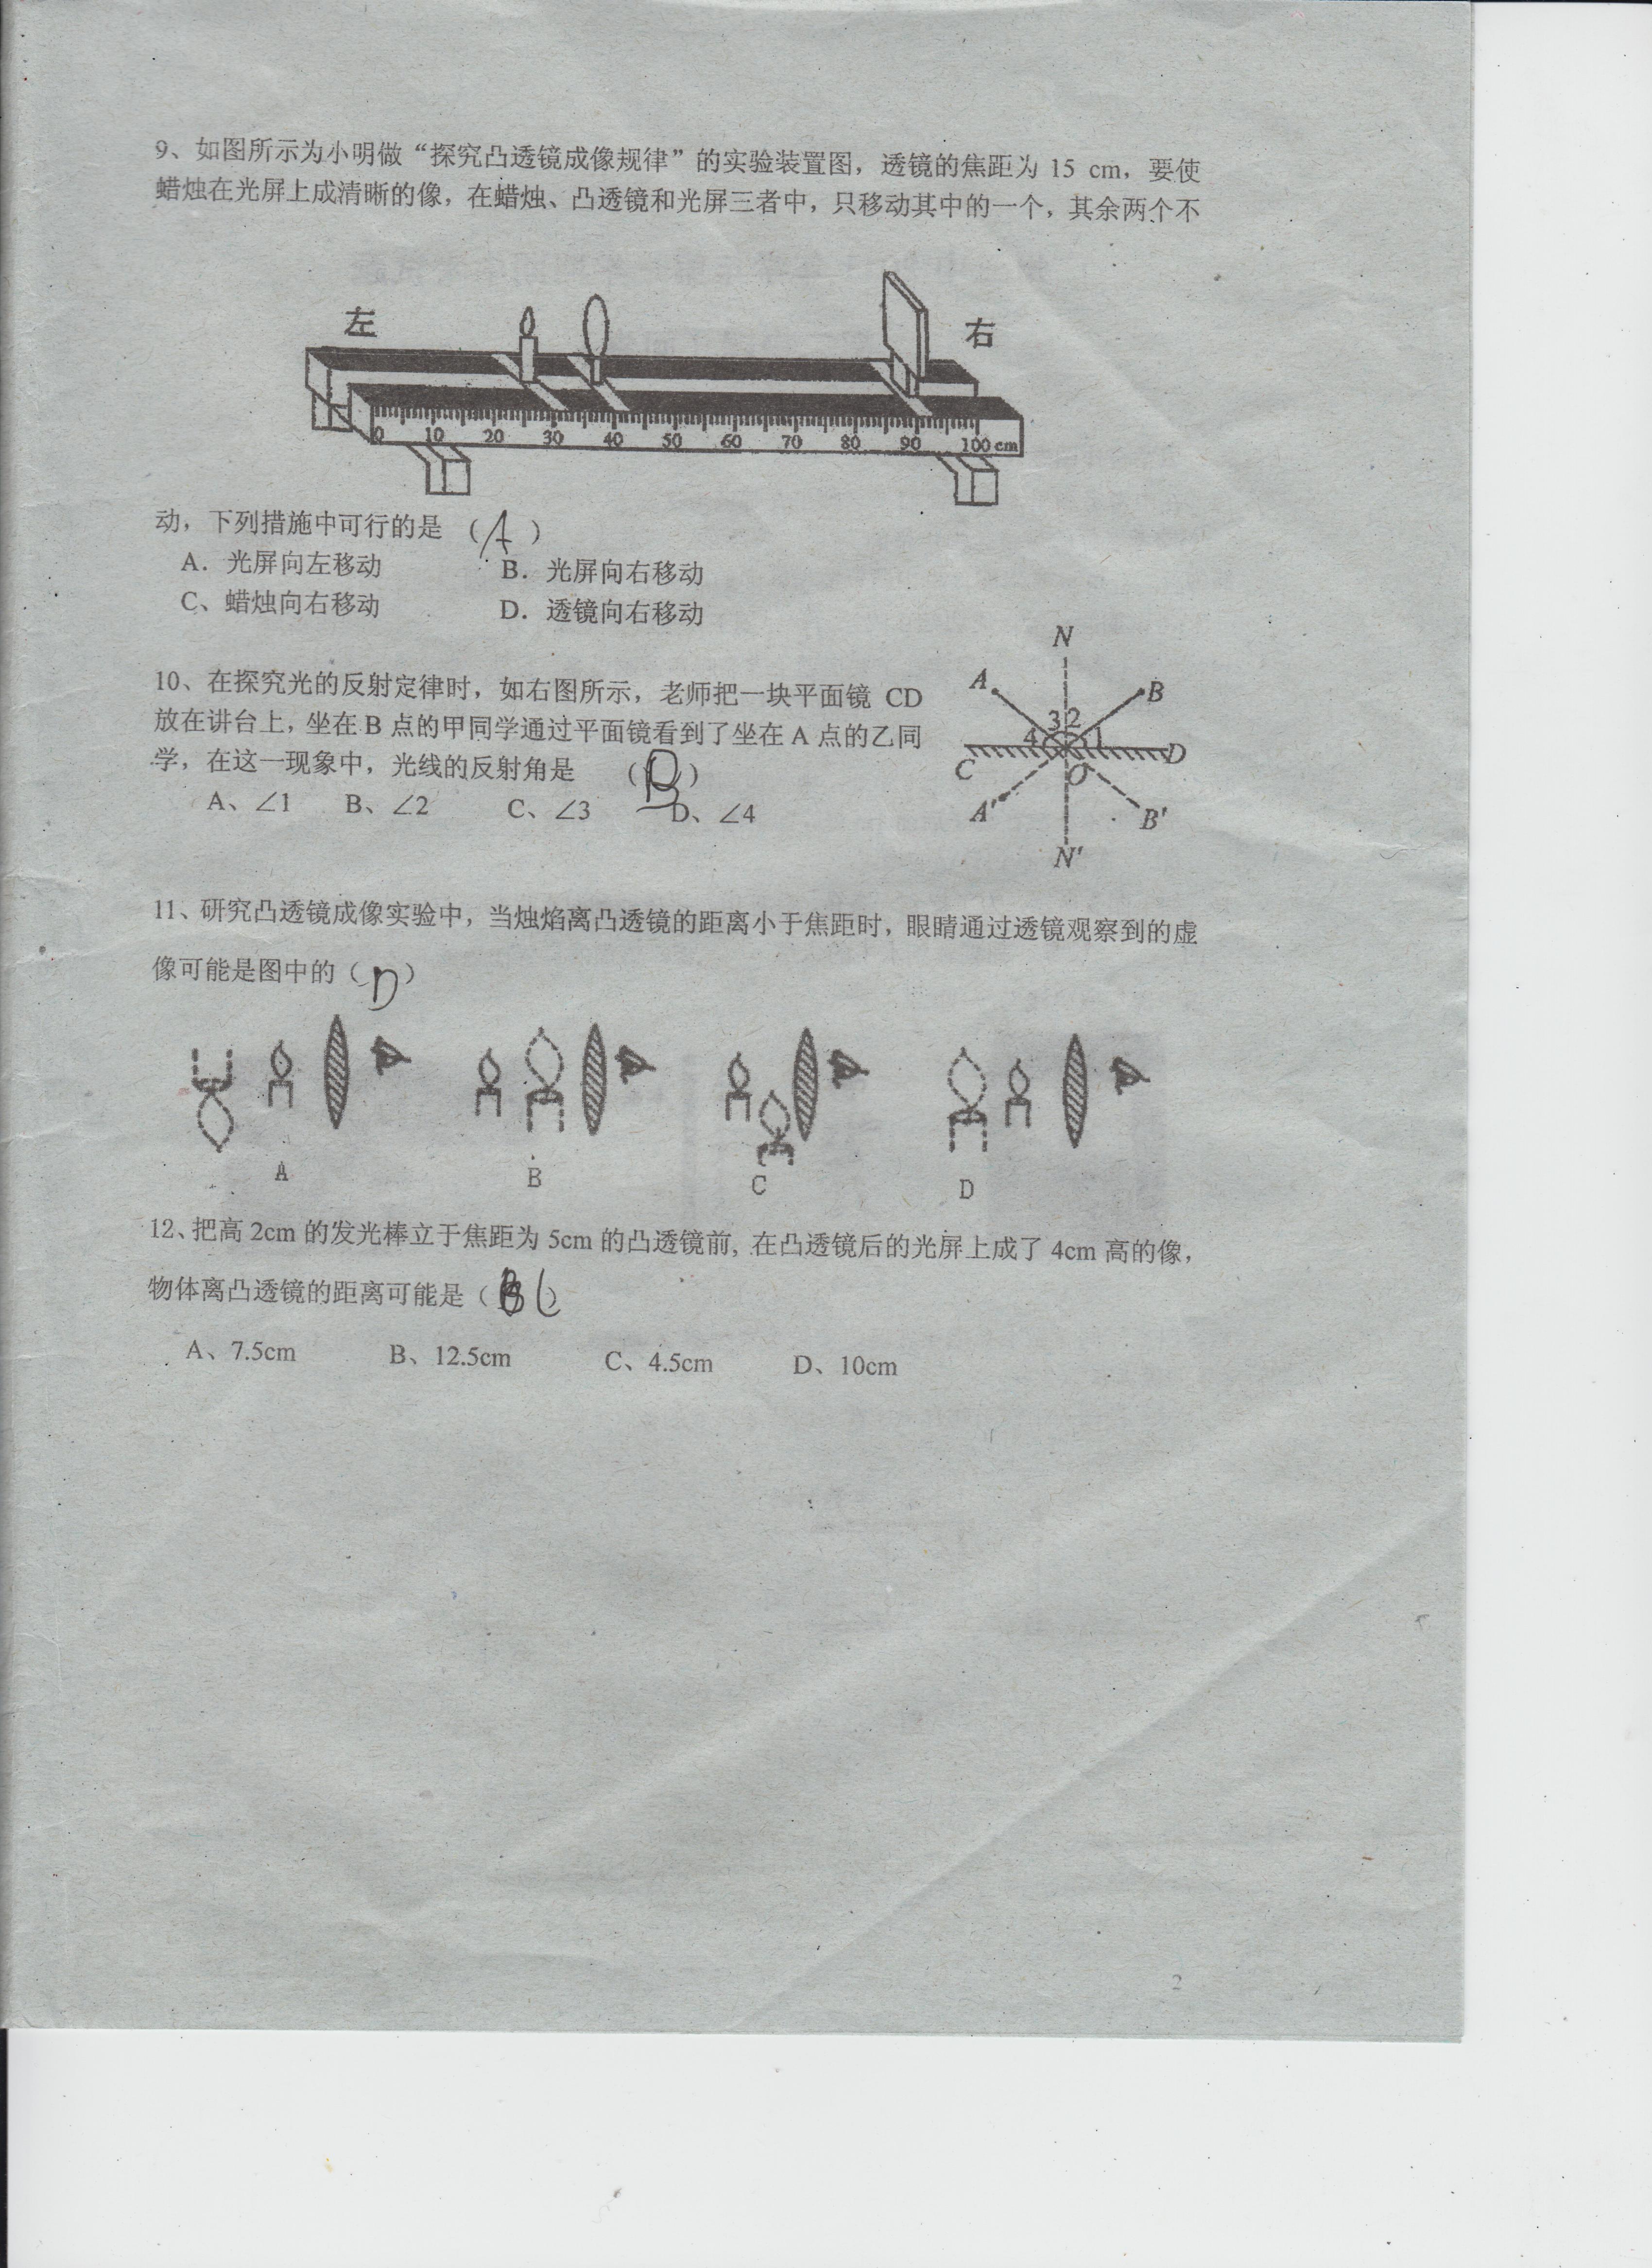 9、如图所示为小明做“探究凸透镜成像规律”的实验装置图，透镜的焦距为 15 cm，要使
蜡烛在光屏上成清晰的像，在蜡烛、凸透镜和光屏三者中，只移动其中的一个，其余两个不
左
右
0 10 20 30 40 50 60 70 80 90 100 cm
动，下列措施中可行的是 （A）
A．光屏向左移动 B．光屏向右移动
C、蜡烛向右移动 D．透镜向右移动
10、在探究光的反射定律时，如右图所示，老师把一块平面镜 CD
放在讲台上，坐在 B 点的甲同学通过平面镜看到了坐在 A 点的乙同
学，在这一现象中，光线的反射角是 （B）
A、∠1 B、∠2 C、∠3 D、∠4
N
A B
3 2
4 1
C O D
A' B'
N'
11、研究凸透镜成像实验中，当烛焰离凸透镜的距离小于焦距时，眼睛通过透镜观察到的虚
像可能是图中的（D）
A B C D
12、把高 2cm 的发光棒立于焦距为 5cm 的凸透镜前，在凸透镜后的光屏上成了 4cm 高的像，
物体离凸透镜的距离可能是（C）
A、7.5cm B、12.5cm C、4.5cm D、10cm
2